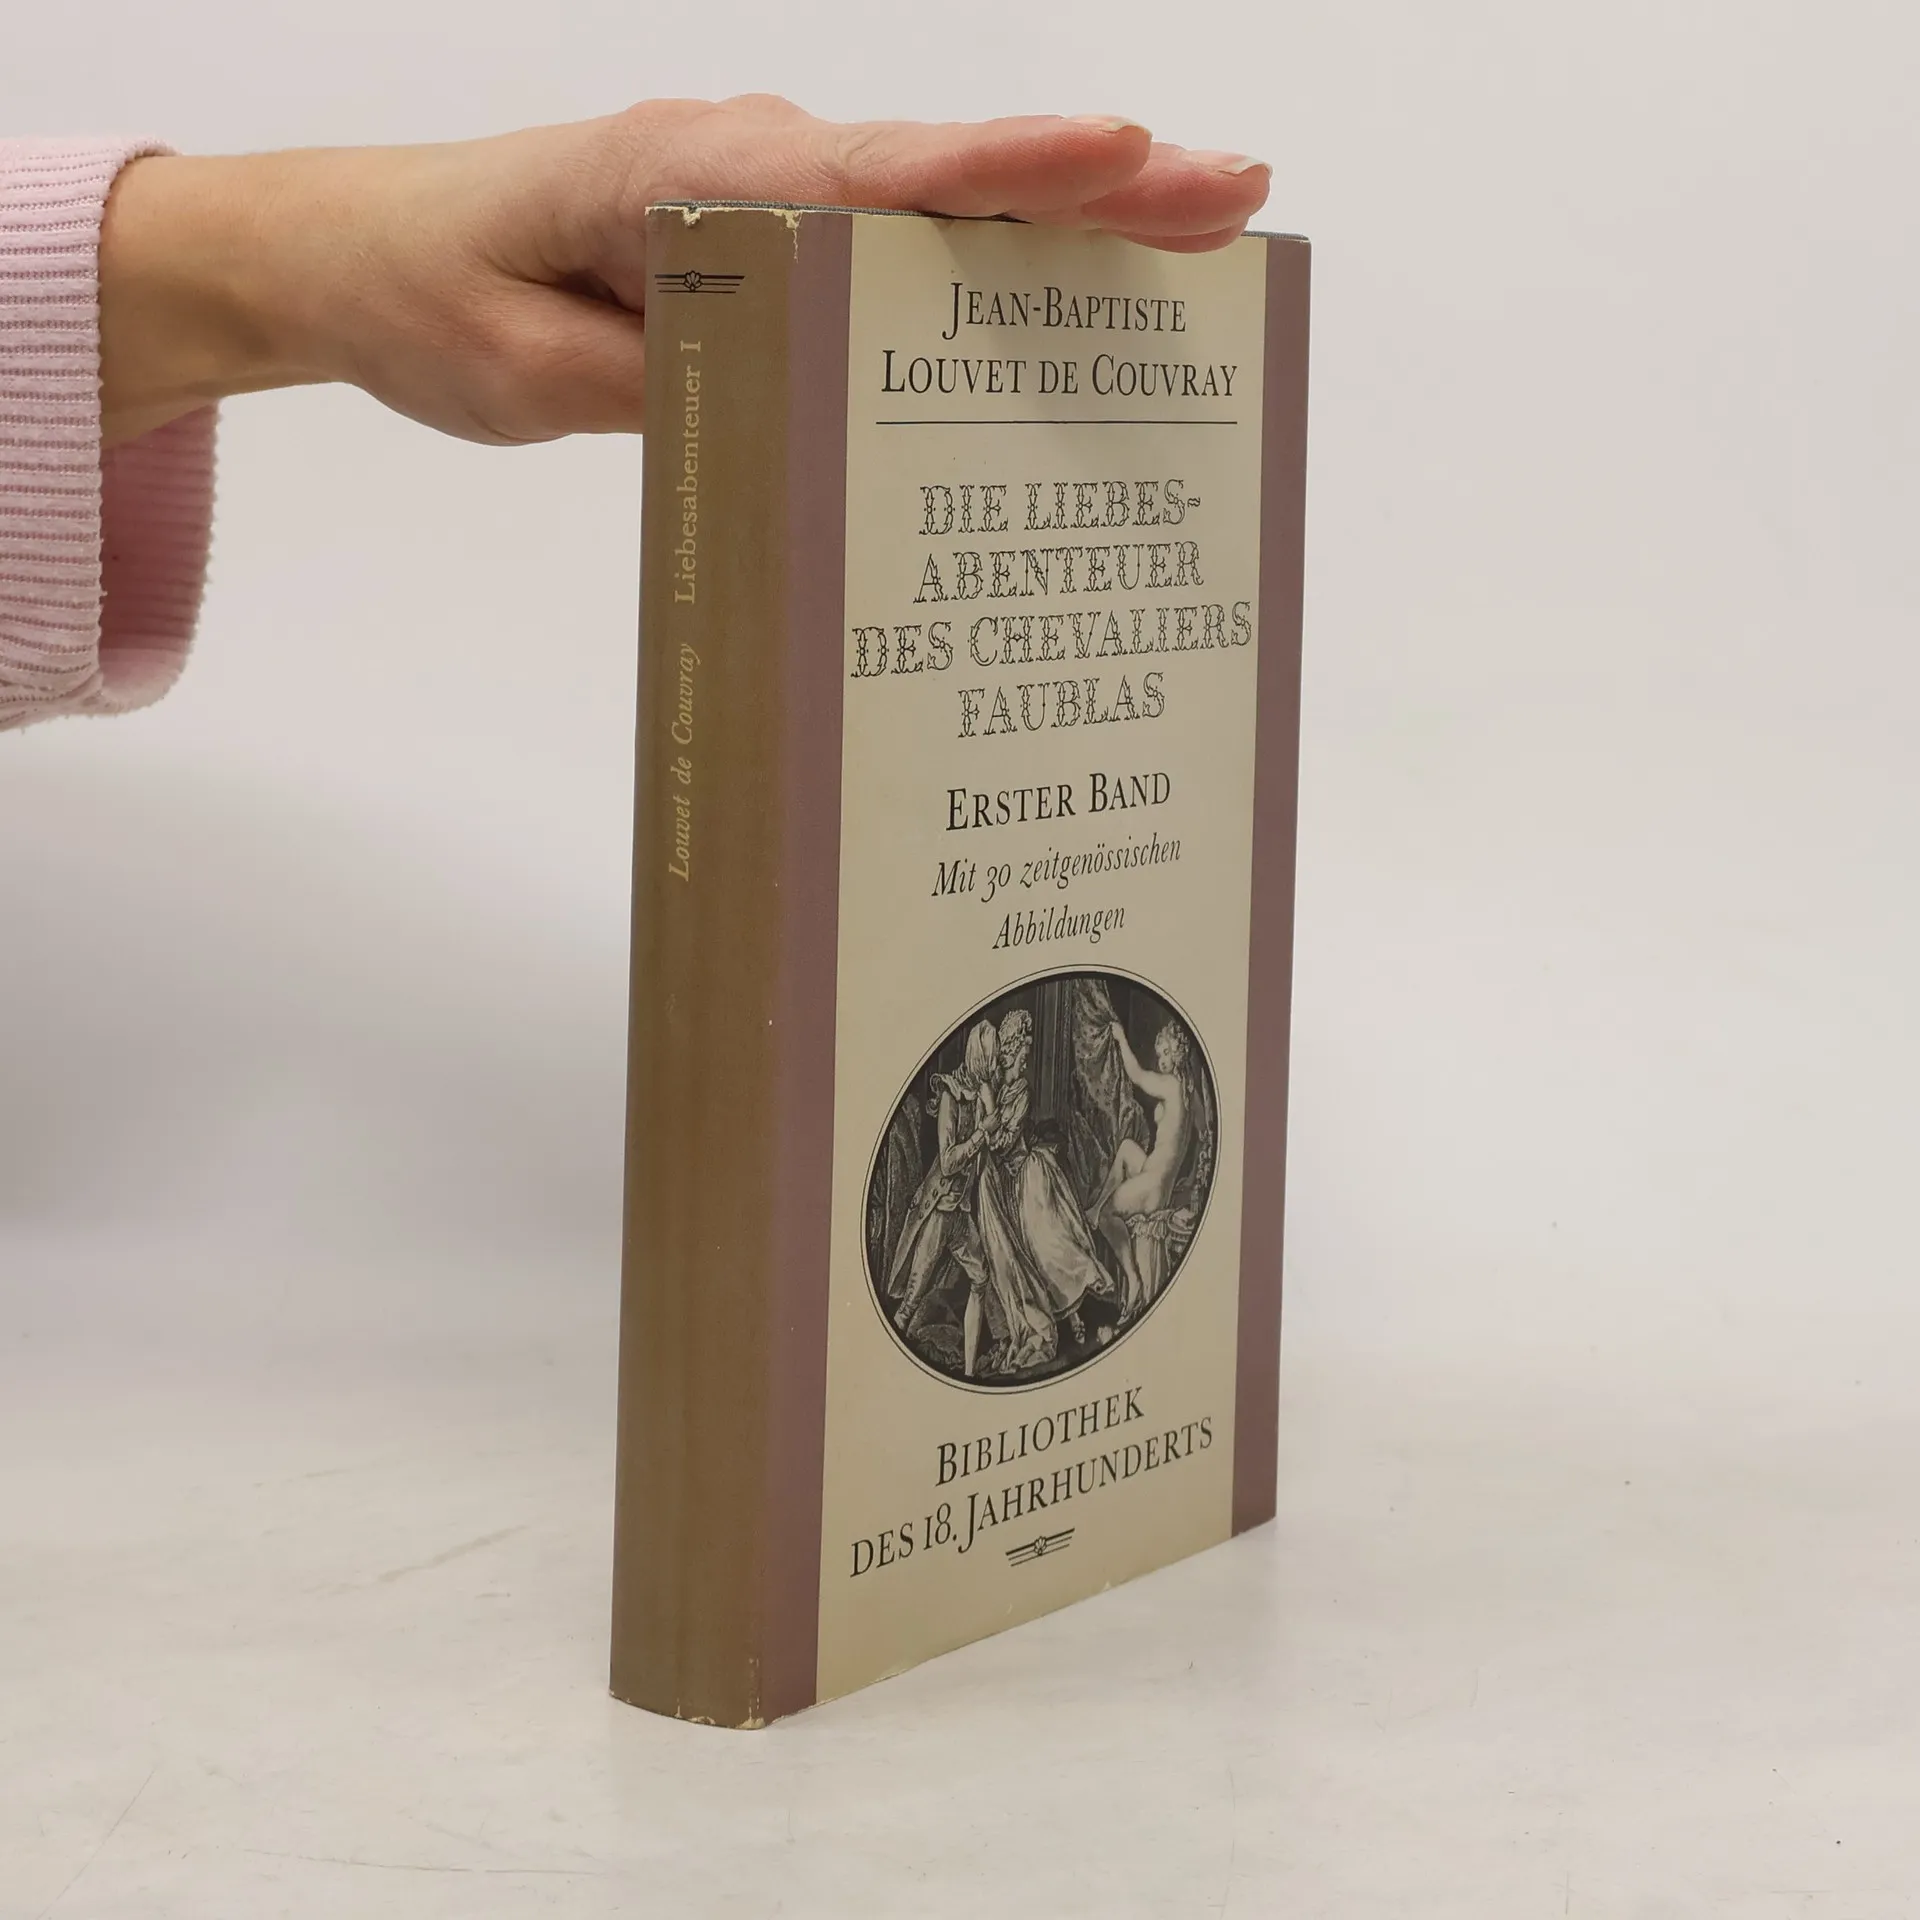 Louvet de Couvray Liebesabenteuer I
JEAN-BAPTISTE
LOUVET DE COUVRAY
DIE LIEBES-
ABENTEUER
DES CHEVALIERS
FAUBLAS
ERSTER BAND
Mit 30 zeitgenössischen
Abbildungen
BIBLIOTHEK
DES 18. JAHRHUNDERTS